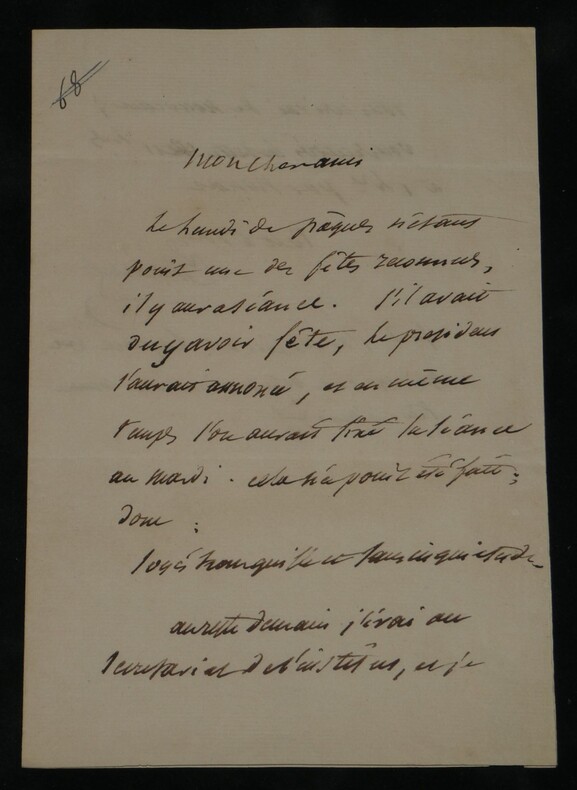 68
Mon Cher ami
le Lundi de pâques n'étant
point une des fêtes reconnues,
il y aura séance. S'il avait
du y avoir fête, le président
l'aurait annoncé, et en même
temps l'on aurait fixé la séance
au mardi. cela n'a point été fait;
donc :
soyés tranquille et sans inquiétude
au reste demain j'irai au
Secretariat de l'institut, et je